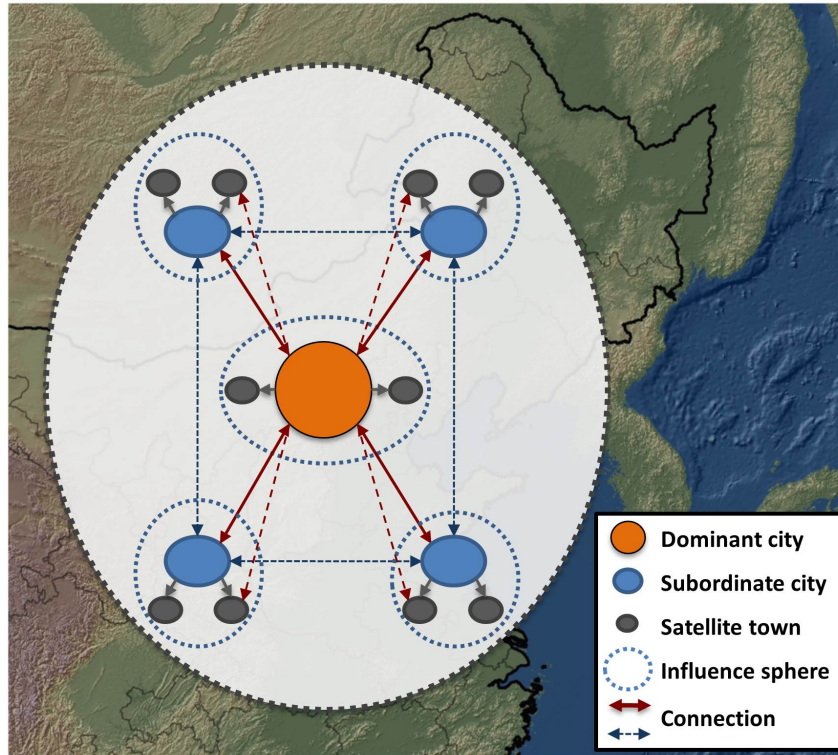 Dominant city
Subordinate city
Satellite town
Influence sphere
Connection